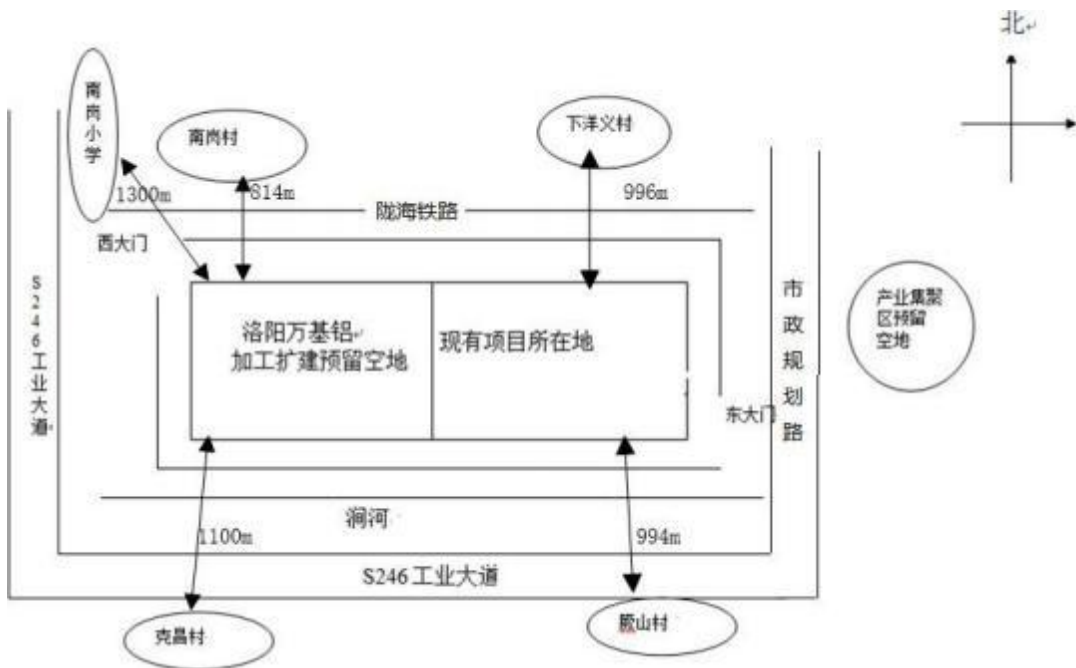 北
南岗小学
南岗村
下洋义村
1300m
814m
996m
陇海铁路
西大门
S246工业大道
洛阳万基铝
加工扩建预留空地
现有项目所在地
市政规划路
产业集聚
区预留
空地
东大门
涧河
1100m
994m
S246工业大道
克昌村
厥山村